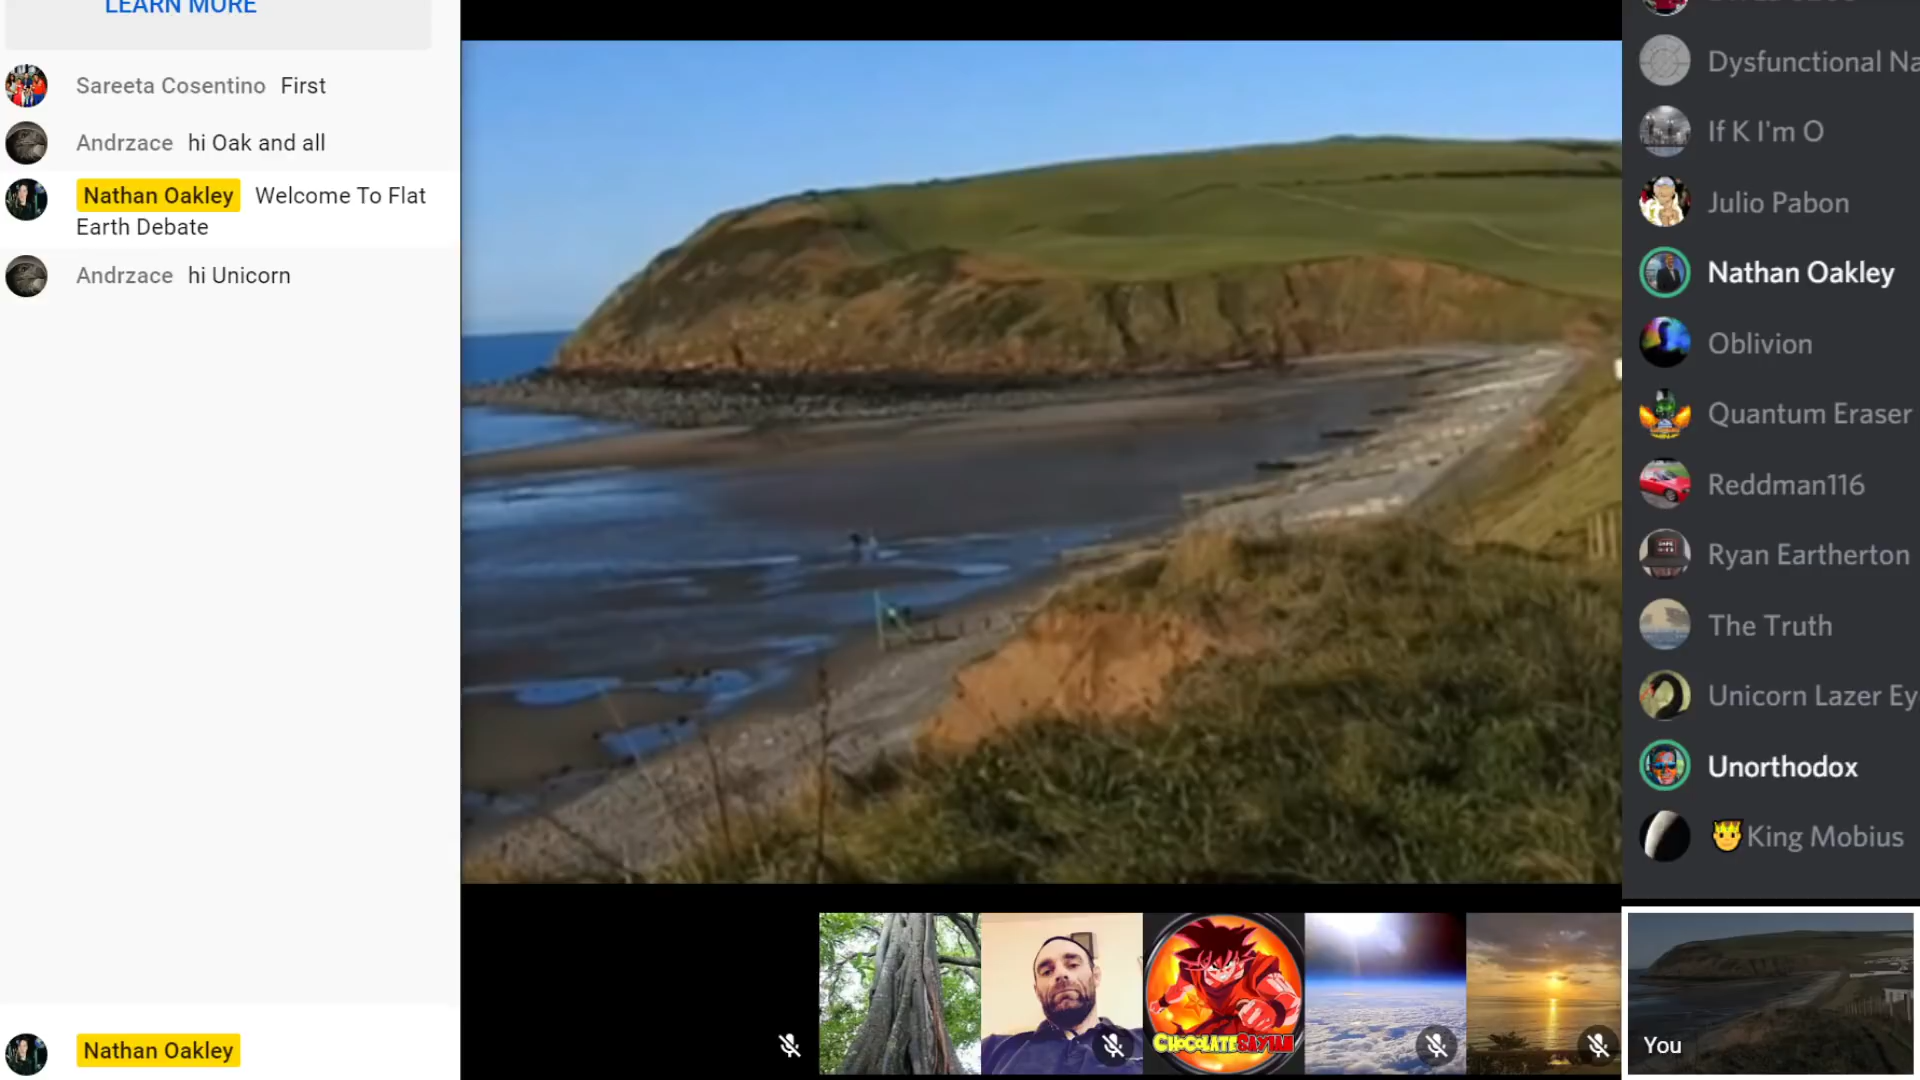 LEARN MORE
Sareeta Cosentino First
Andrzace hi Oak and all
Nathan Oakley Welcome To Flat
Earth Debate
Andrzace hi Unicorn
Nathan Oakley
Dysfunctional Na
If K I'm O
Julio Pabon
Nathan Oakley
Oblivion
Quantum Eraser
Reddman116
Ryan Eartherton
The Truth
Unicorn Lazer Ey
Unorthodox
King Mobius
CHOCOLATE SAYIAN
You